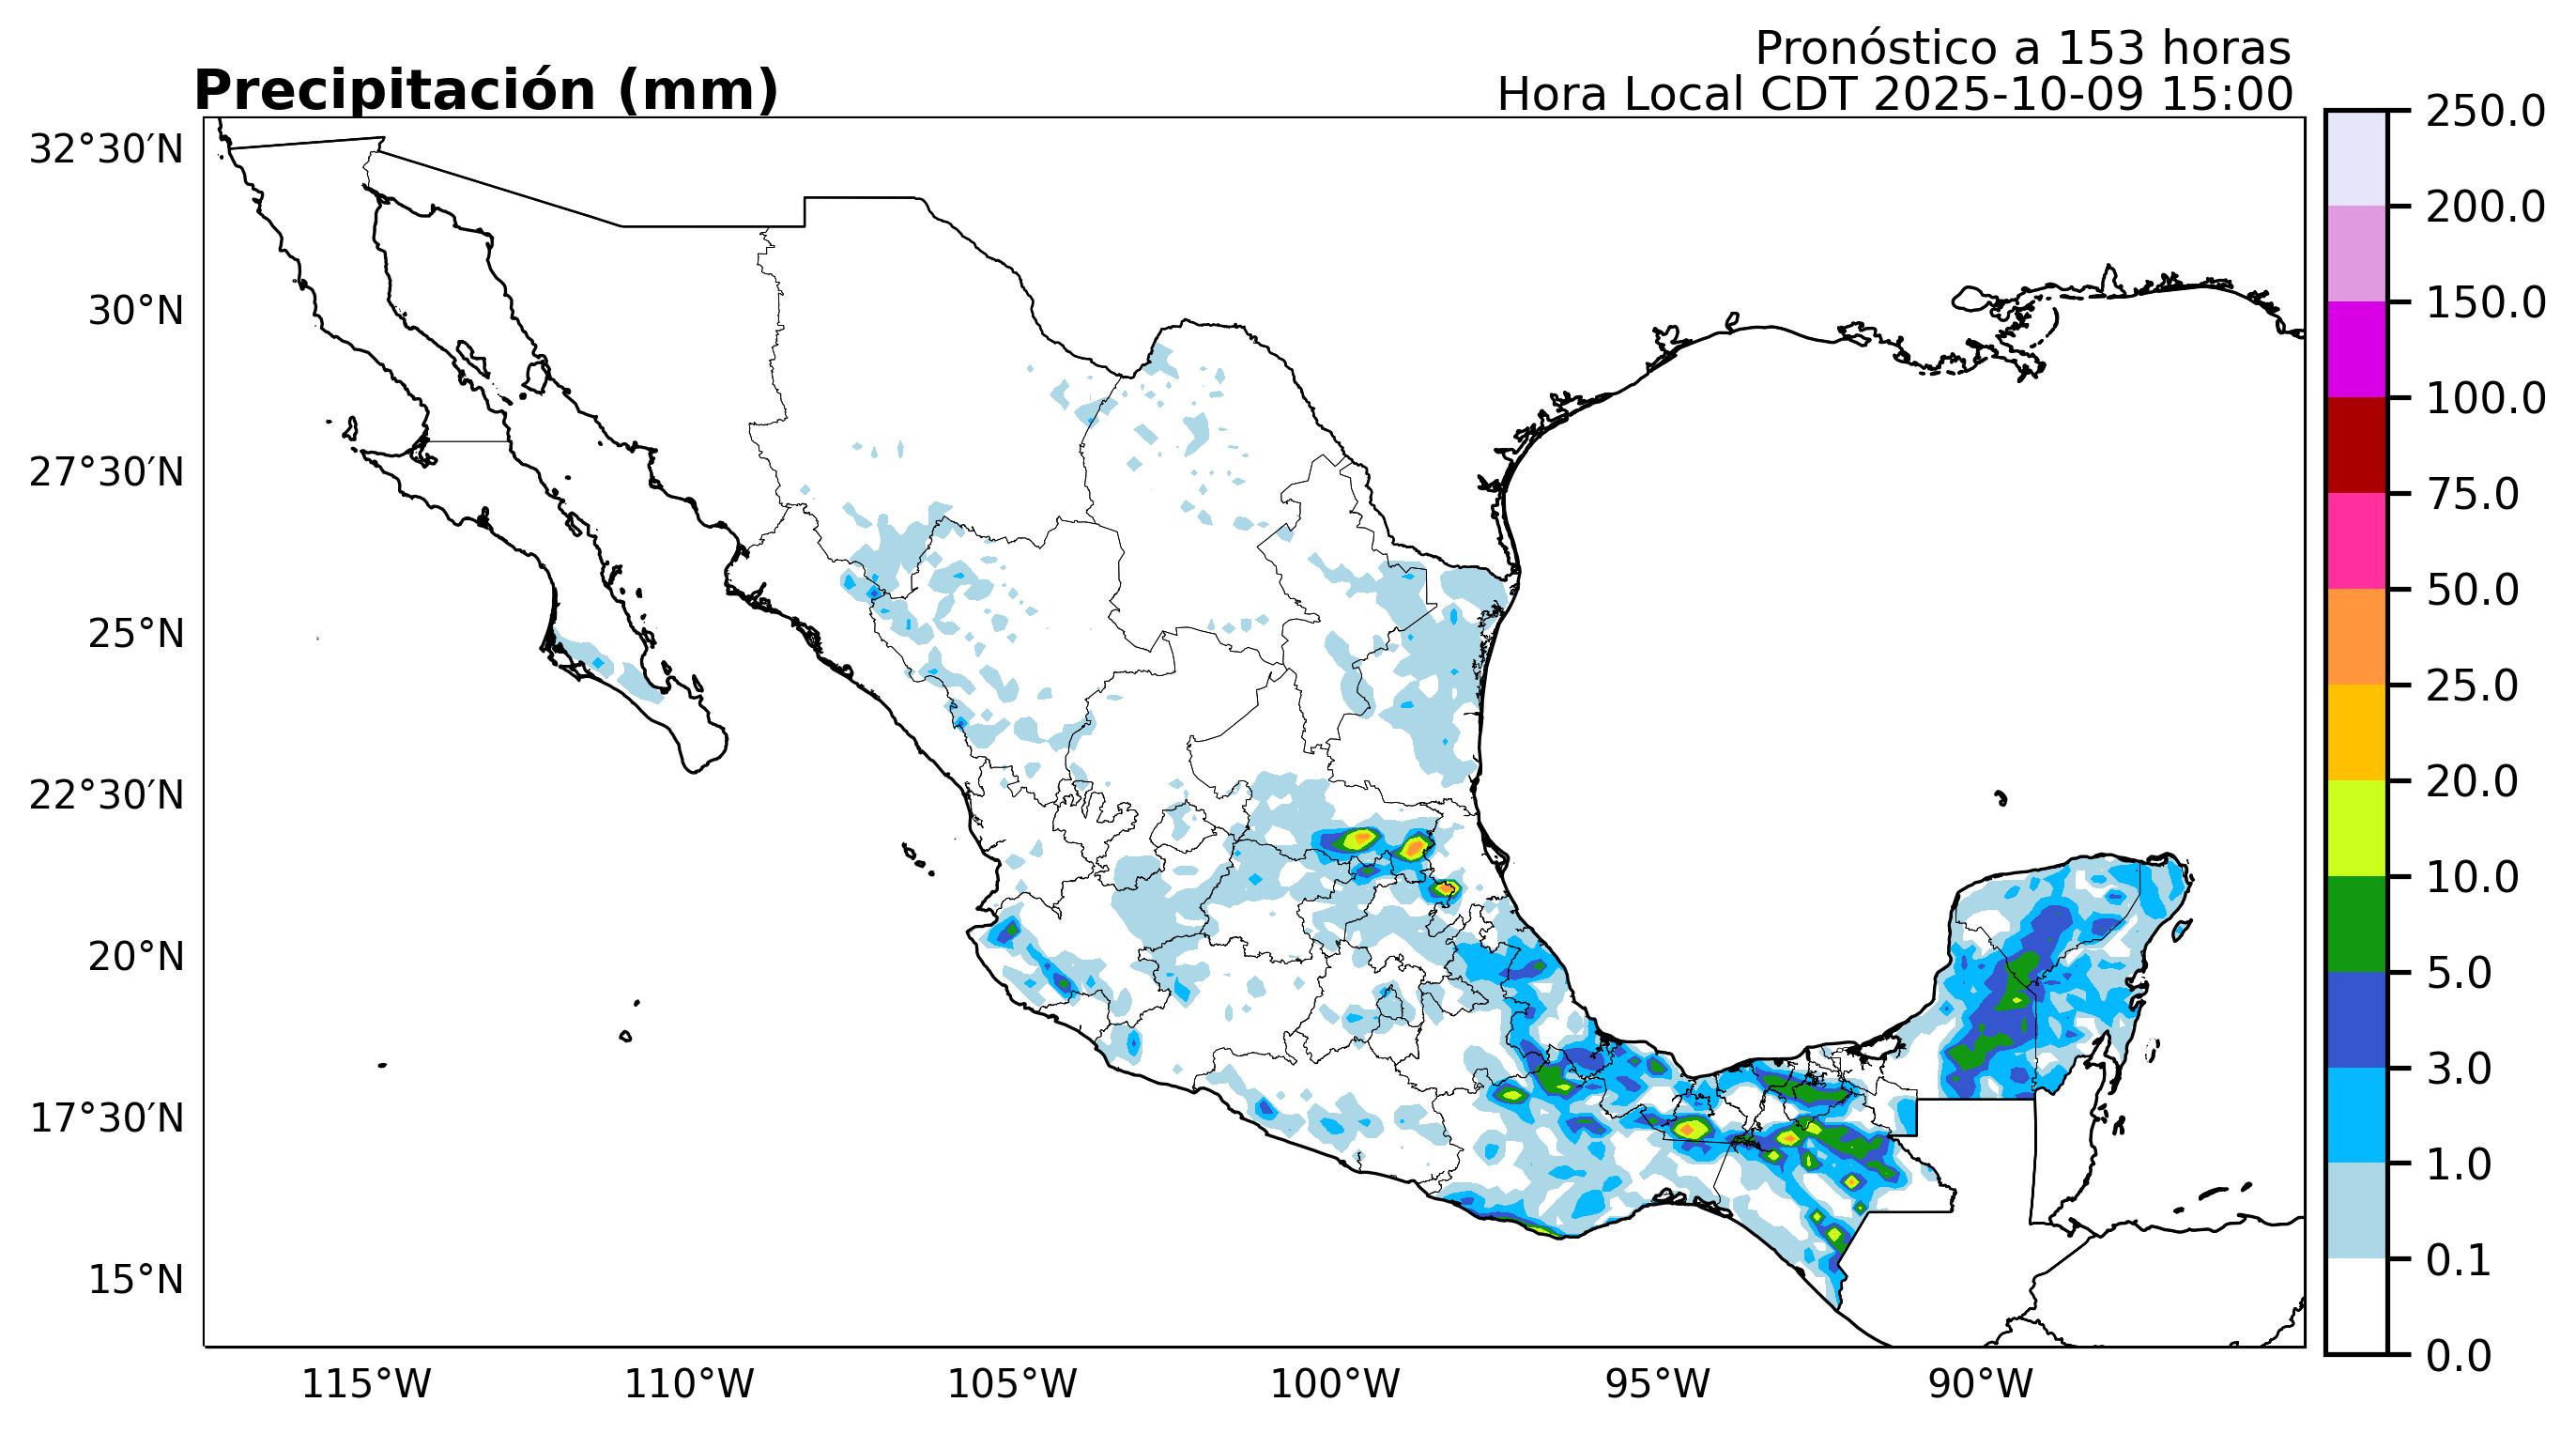 Pronóstico a 153 horas
Precipitación (mm)
Hora Local CDT 2025-10-09 15:00
32°30′N
30°N
27°30′N
25°N
22°30′N
20°N
17°30′N
15°N
115°W
110°W
105°W
100°W
95°W
90°W
250.0
200.0
150.0
100.0
75.0
50.0
25.0
20.0
10.0
5.0
3.0
1.0
0.1
0.0